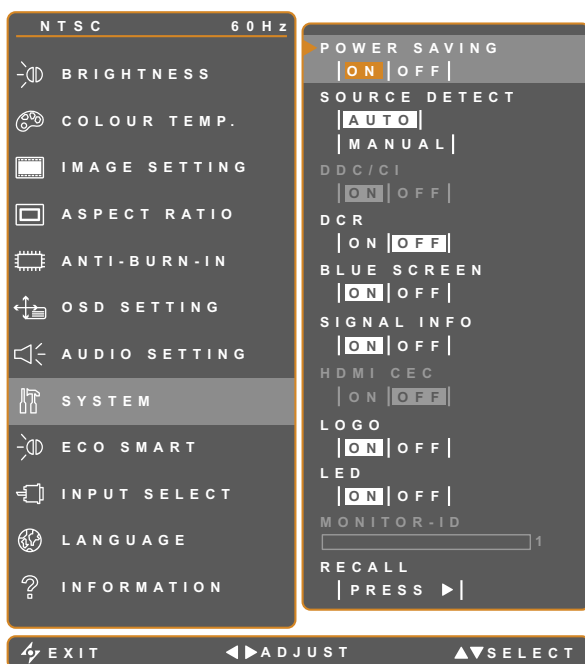 NTSC 60Hz
BRIGHTNESS
COLOUR TEMP.
IMAGE SETTING
ASPECT RATIO
ANTI-BURN-IN
OSD SETTING
AUDIO SETTING
SYSTEM
ECO SMART
INPUT SELECT
LANGUAGE
INFORMATION
POWER SAVING
ON OFF
SOURCE DETECT
AUTO
MANUAL
DDC/CI
ON OFF
DCR
ON OFF
BLUE SCREEN
ON OFF
SIGNAL INFO
ON OFF
HDMI CEC
ON OFF
LOGO
ON OFF
LED
ON OFF
MONITOR-ID
1
RECALL
PRESS
EXIT ADJUST SELECT